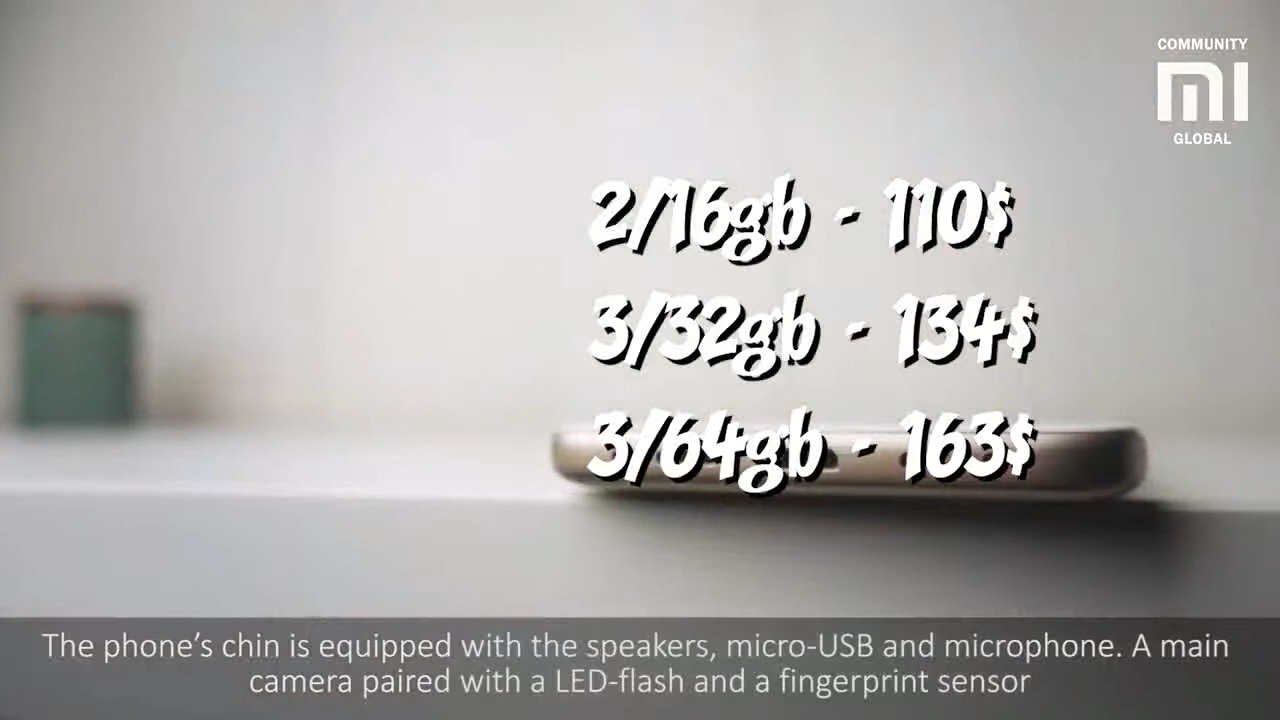 COMMUNITY
mi
GLOBAL
2/16gb - 110$
3/32gb - 134$
3/64gb - 163$
The phone’s chin is equipped with the speakers, micro-USB and microphone. A main
camera paired with a LED-flash and a fingerprint sensor